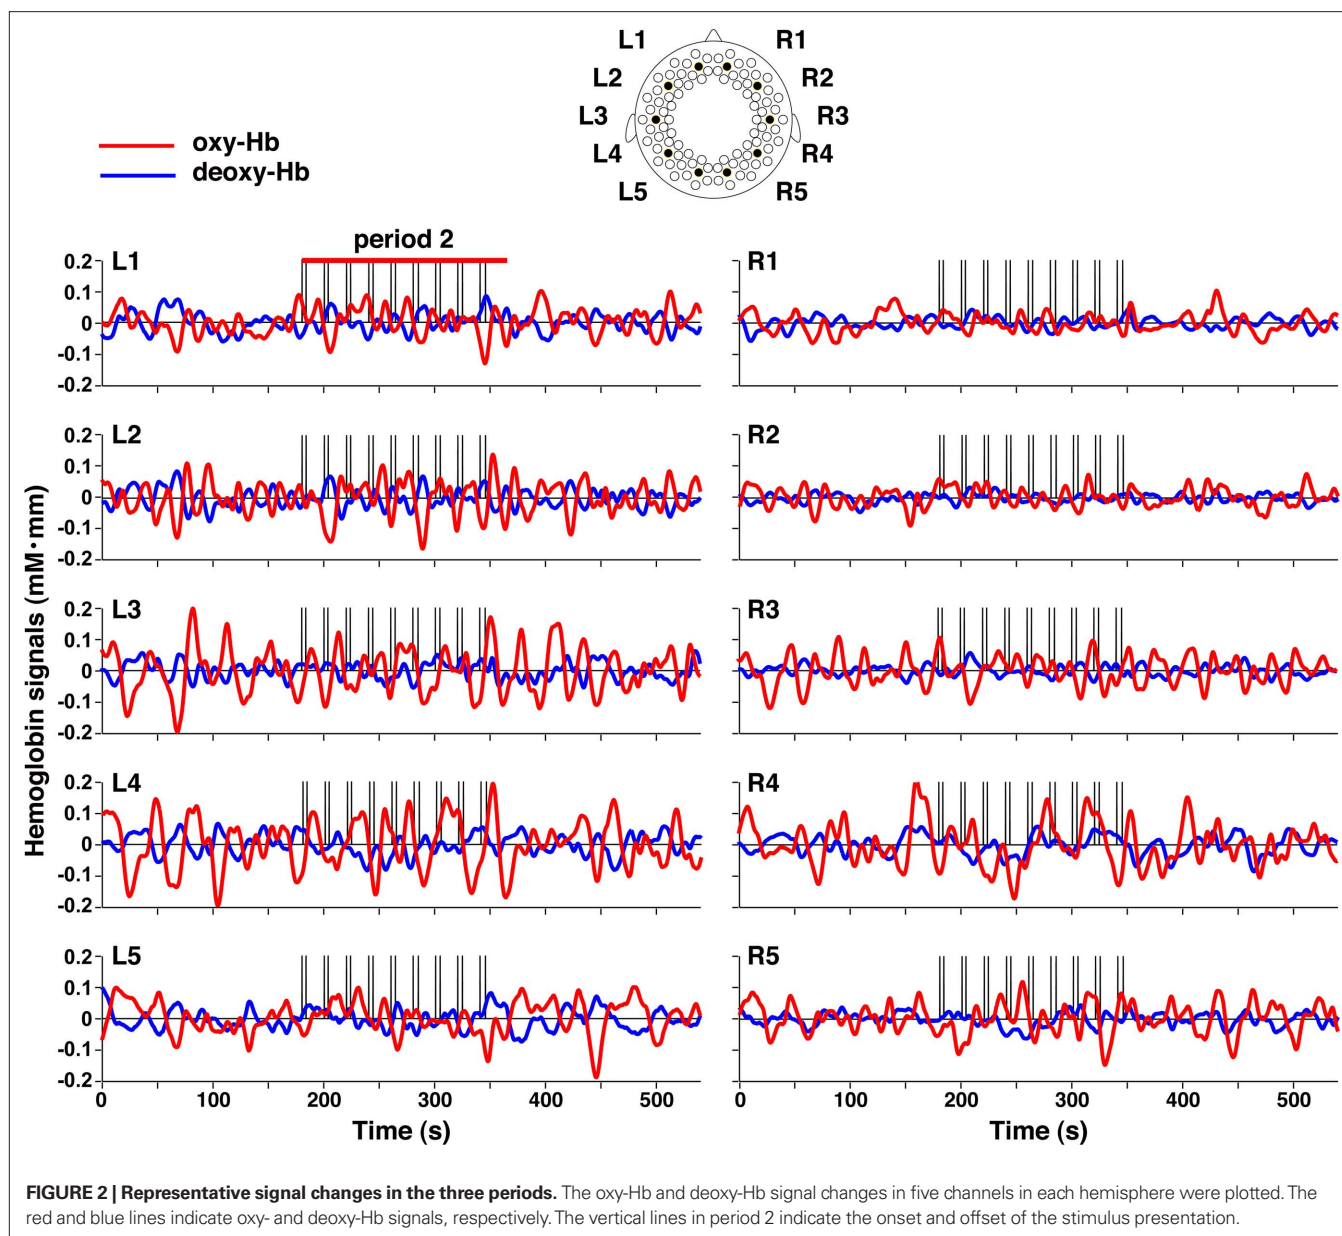 L1 R1
L2 R2
L3 R3
L4 R4
L5 R5
oxy-Hb
deoxy-Hb
period 2
Hemoglobin signals (mM·mm)
L1
0.2
0.1
0
-0.1
-0.2
R1
L2
0.2
0.1
0
-0.1
-0.2
R2
L3
0.2
0.1
0
-0.1
-0.2
R3
L4
0.2
0.1
0
-0.1
-0.2
R4
L5
0.2
0.1
0
-0.1
-0.2
R5
0 100 200 300 400 500
Time (s)
0 100 200 300 400 500
Time (s)
FIGURE 2 | Representative signal changes in the three periods. The oxy-Hb and deoxy-Hb signal changes in five channels in each hemisphere were plotted. The
red and blue lines indicate oxy- and deoxy-Hb signals, respectively. The vertical lines in period 2 indicate the onset and offset of the stimulus presentation.